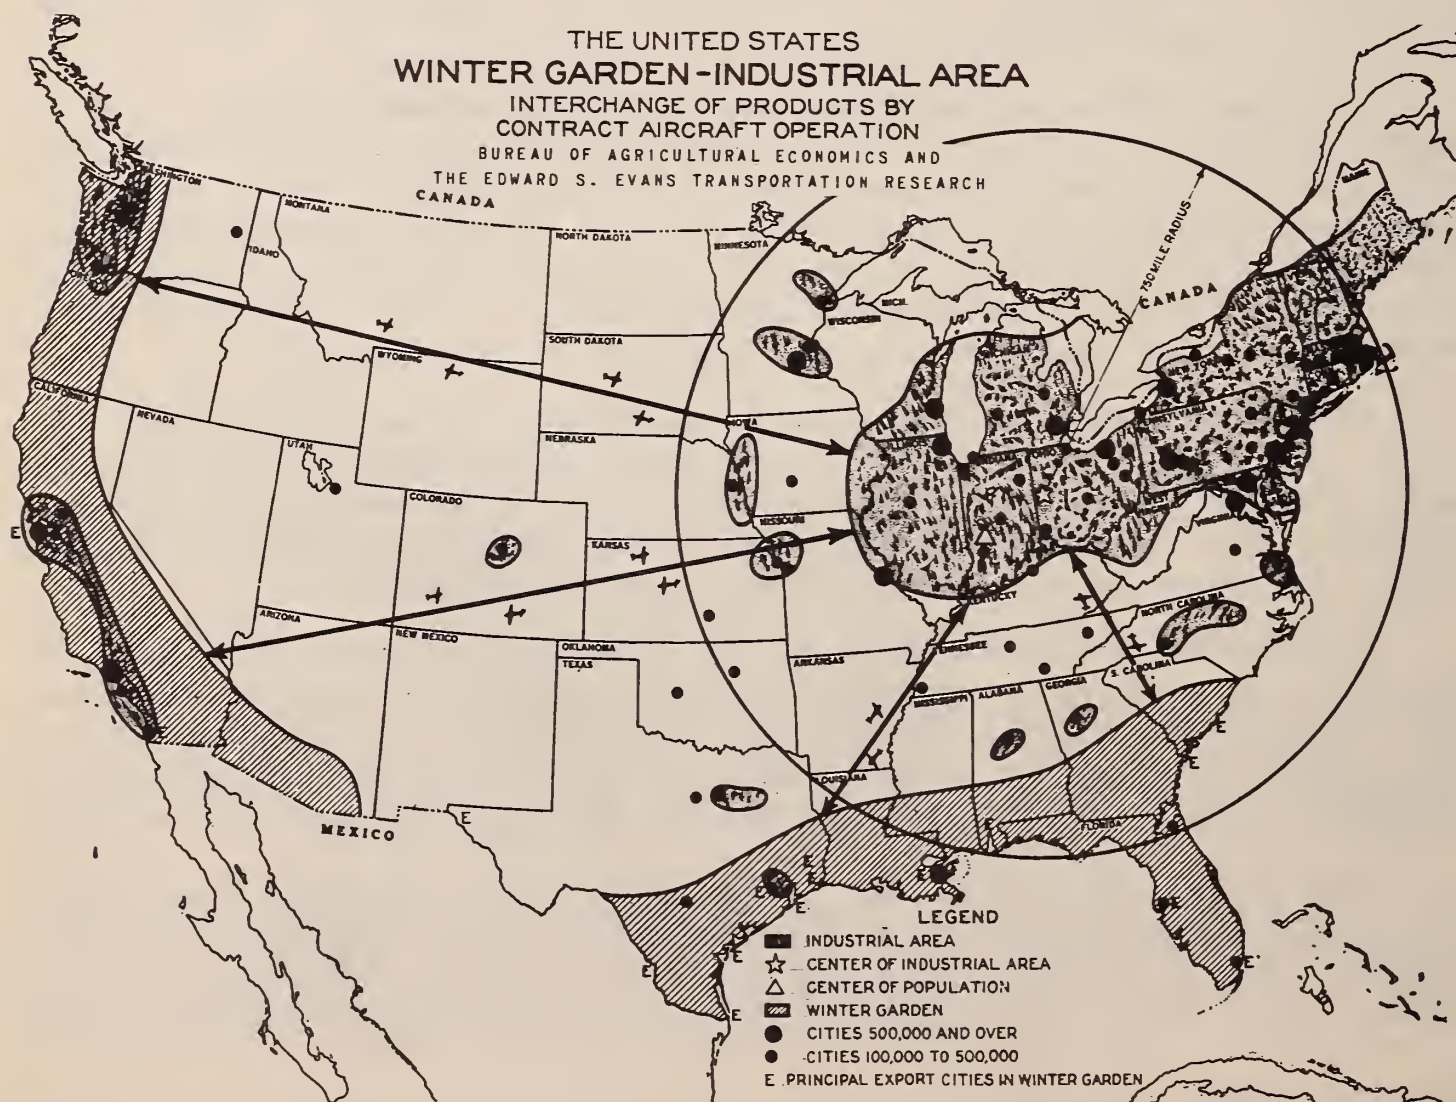 THE UNITED STATES
WINTER GARDEN-INDUSTRIAL AREA
INTERCHANGE OF PRODUCTS BY
CONTRACT AIRCRAFT OPERATION
BUREAU OF AGRICULTURAL ECONOMICS AND
THE EDWARD S. EVANS TRANSPORTATION RESEARCH
CANADA
WASHINGTON
MONTANA
IDAHO
NORTH DAKOTA
MINNESOTA
MAINE
750 MILE RADIUS
CANADA
MICH.
WISCONSIN
SOUTH DAKOTA
WYOMING
MICHIGAN
NEW YORK
CALIFORNIA
NEVADA
UTAH
NEBRASKA
IOWA
ILLINOIS
INDIANA
OHIO
COLORADO
MISSOURI
WEST
VIRGINIA
VIRGINIA
E
KANSAS
ARIZONA
NEW MEXICO
KENTUCKY
NORTH CAROLINA
OKLAHOMA
TEXAS
ARKANSAS
TENNESSEE
S. CAROLINA
MISSISSIPPI
ALABAMA
GEORGIA
E
E
E
LOUISIANA
E
MEXICO
E
FLORIDA
E
E
E
E
E
E
E
E
E
E
LEGEND
INDUSTRIAL AREA
CENTER OF INDUSTRIAL AREA
CENTER OF POPULATION
WINTER GARDEN
CITIES 500,000 AND OVER
CITIES 100,000 TO 500,000
E PRINCIPAL EXPORT CITIES IN WINTER GARDEN